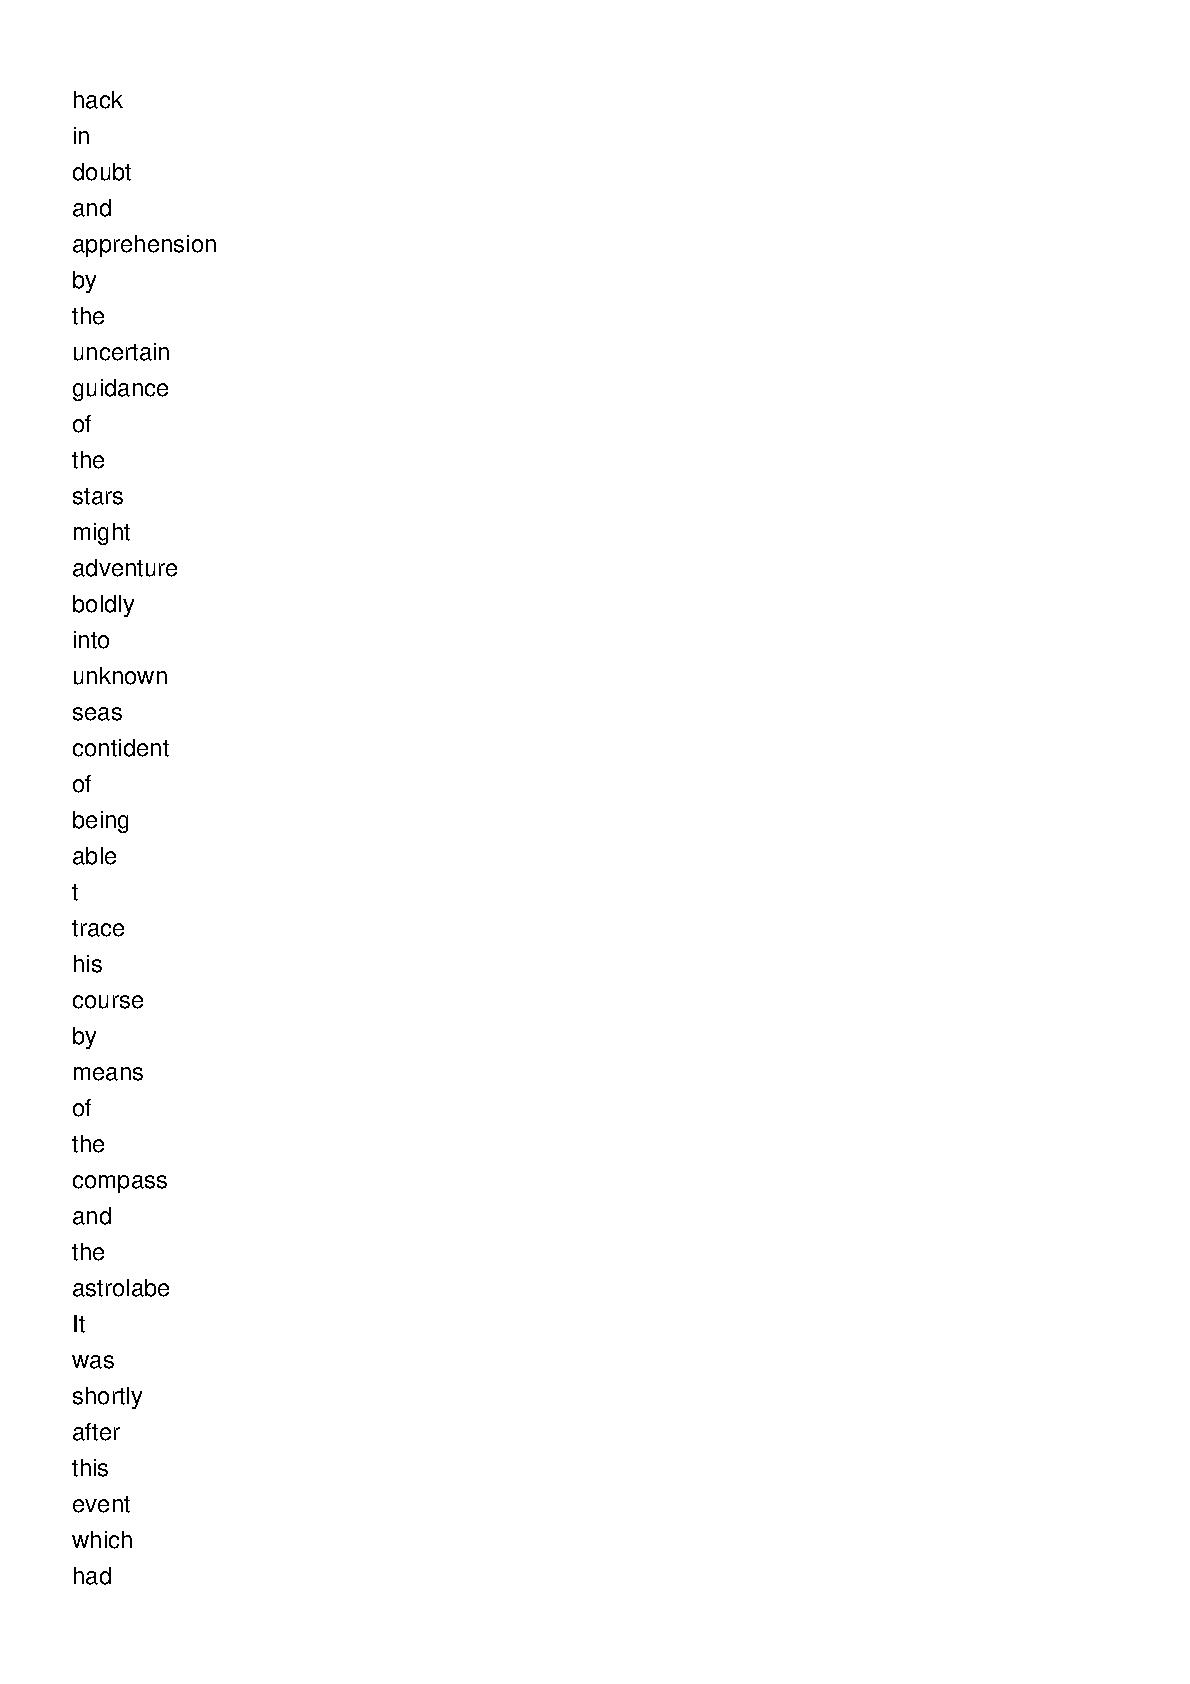 hack
in
doubt
and
apprehension
by
the
uncertain
guidance
of
the
stars
might
adventure
boldly
into
unknown
seas
contident
of
being
able
t
trace
his
course
by
means
of
the
compass
and
the
astrolabe
It
was
shortly
after
this
event
which
had